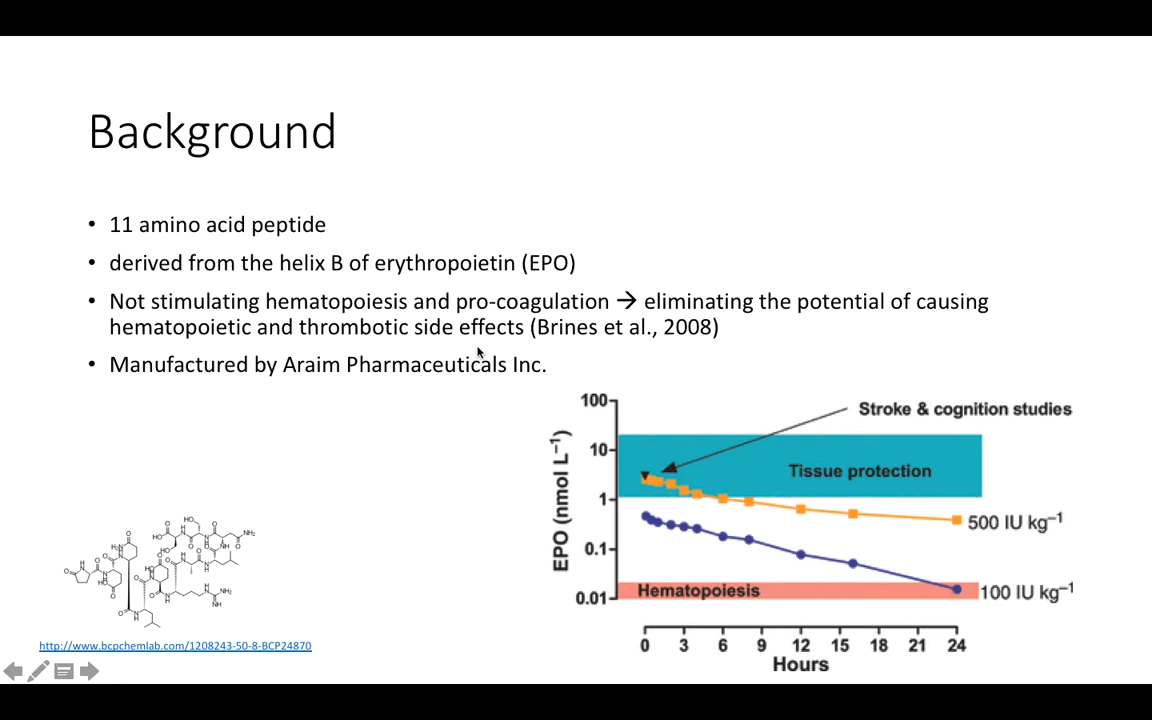 Background
• 11 amino acid peptide
• derived from the helix B of erythropoietin (EPO)
• Not stimulating hematopoiesis and pro-coagulation → eliminating the potential of causing
hematopoietic and thrombotic side effects (Brines et al., 2008)
• Manufactured by Araim Pharmaceuticals Inc.
100
Stroke & cognition studies
10
Tissue protection
1
500 IU kg⁻¹
0.1
EPO (nmol L⁻¹)
Hematopoiesis
0.01
100 IU kg⁻¹
0 3 6 9 12 15 18 21 24
Hours
http://www.bcpchemlab.com/1208243-50-8-BCP24870